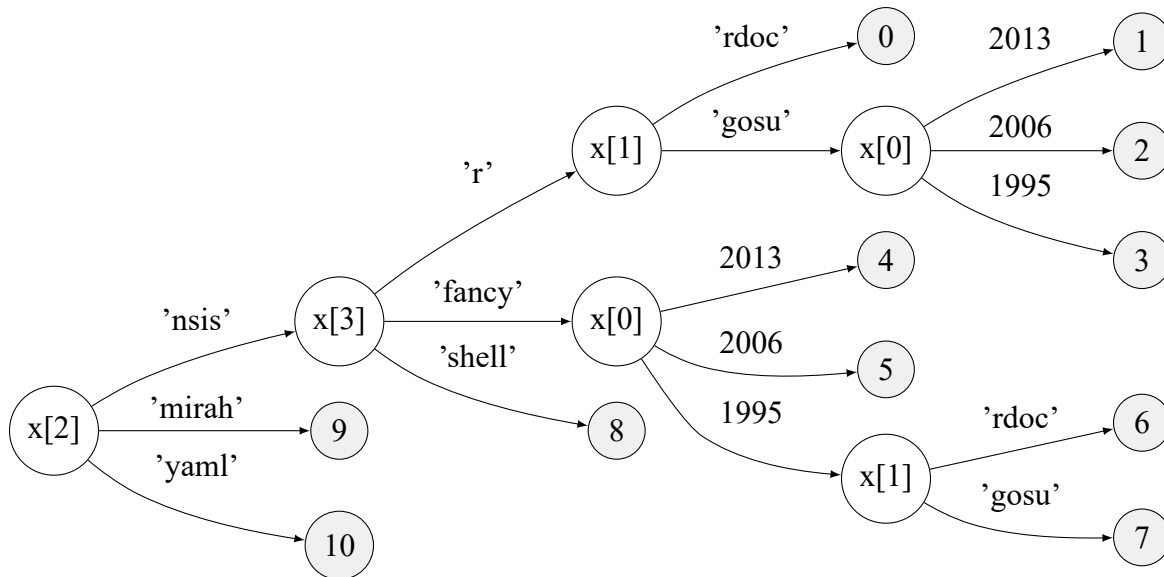 ’rdoc’
0
2013
1
x[1]
’gosu’
x[0]
2006
2
’r’
1995
3
2013
4
’nsis’
x[3]
’fancy’
x[0]
2006
5
’shell’
1995
x[2]
’mirah’
9
8
’rdoc’
6
’yaml’
x[1]
’gosu’
7
10